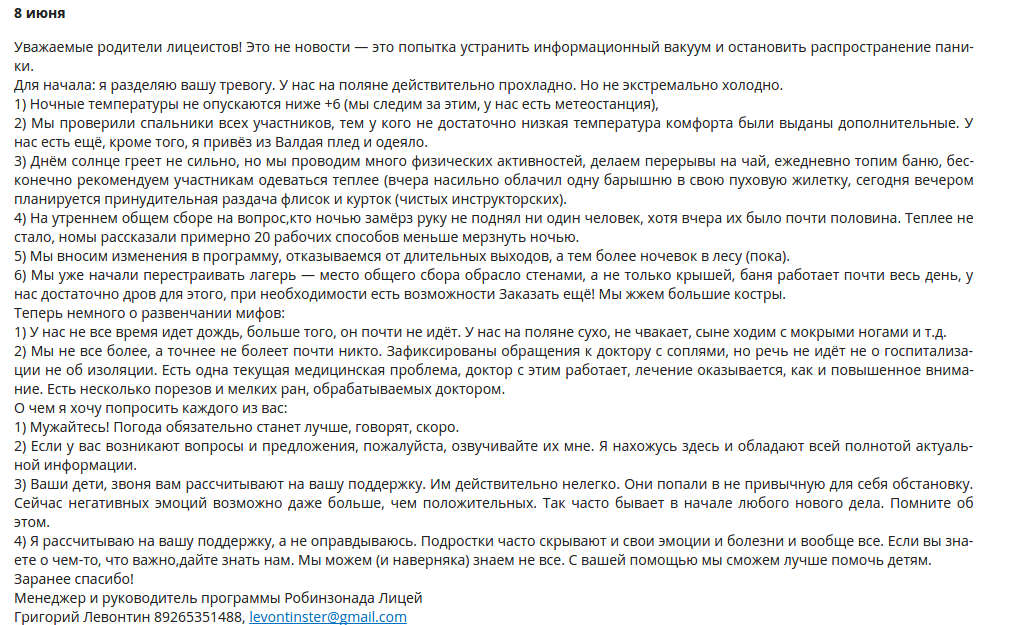 8 июня
Уважаемые родители лицеистов! Это не новости — это попытка устранить информационный вакуум и остановить распространение пани-
ки.
Для начала: я разделяю вашу тревогу. У нас на поляне действительно прохладно. Но не экстремально холодно.
1) Ночные температуры не опускаются ниже +6 (мы следим за этим, у нас есть метеостанция),
2) Мы проверили спальники всех участников, тем у кого не достаточно низкая температура комфорта были выданы дополнительные. У
нас есть ещё, кроме того, я привёз из Валдая плед и одеяло.
3) Днём солнце греет не сильно, но мы проводим много физических активностей, делаем перерывы на чай, ежедневно топим баню, бес-
конечно рекомендуем участникам одеваться теплее (вчера насильно облачил одну барышню в свою пуховую жилетку, сегодня вечером
планируется принудительная раздача флисок и курток (чистых инструкторских).
4) На утреннем общем сборе на вопрос,кто ночью замёрз руку не поднял ни один человек, хотя вчера их было почти половина. Теплее не
стало, номы рассказали примерно 20 рабочих способов меньше мерзнуть ночью.
5) Мы вносим изменения в программу, отказываемся от длительных выходов, а тем более ночевок в лесу (пока).
6) Мы уже начали перестраивать лагерь — место общего сбора обрасло стенами, а не только крышей, баня работает почти весь день, у
нас достаточно дров для этого, при необходимости есть возможности Заказать ещё! Мы жжем большие костры.
Теперь немного о развенчании мифов:
1) У нас не все время идет дождь, больше того, он почти не идёт. У нас на поляне сухо, не чвакает, сыне ходим с мокрыми ногами и т.д.
2) Мы не все более, а точнее не болеет почти никто. Зафиксированы обращения к доктору с соплями, но речь не идёт не о госпитализа-
ции не об изоляции. Есть одна текущая медицинская проблема, доктор с этим работает, лечение оказывается, как и повышенное внима-
ние. Есть несколько порезов и мелких ран, обрабатываемых доктором.
О чем я хочу попросить каждого из вас:
1) Мужайтесь! Погода обязательно станет лучше, говорят, скоро.
2) Если у вас возникают вопросы и предложения, пожалуйста, озвучивайте их мне. Я нахожусь здесь и обладают всей полнотой актуаль-
ной информации.
3) Ваши дети, звоня вам рассчитывают на вашу поддержку. Им действительно нелегко. Они попали в не привычную для себя обстановку.
Сейчас негативных эмоций возможно даже больше, чем положительных. Так часто бывает в начале любого нового дела. Помните об
этом.
4) Я рассчитываю на вашу поддержку, а не оправдываюсь. Подростки часто скрывают и свои эмоции и болезни и вообще все. Если вы зна-
ете о чем-то, что важно,дайте знать нам. Мы можем (и наверняка) знаем не все. С вашей помощью мы сможем лучше помочь детям.
Заранее спасибо!
Менеджер и руководитель программы Робинзонада Лицей
Григорий Левонтин 89265351488, levontinster@gmail.com